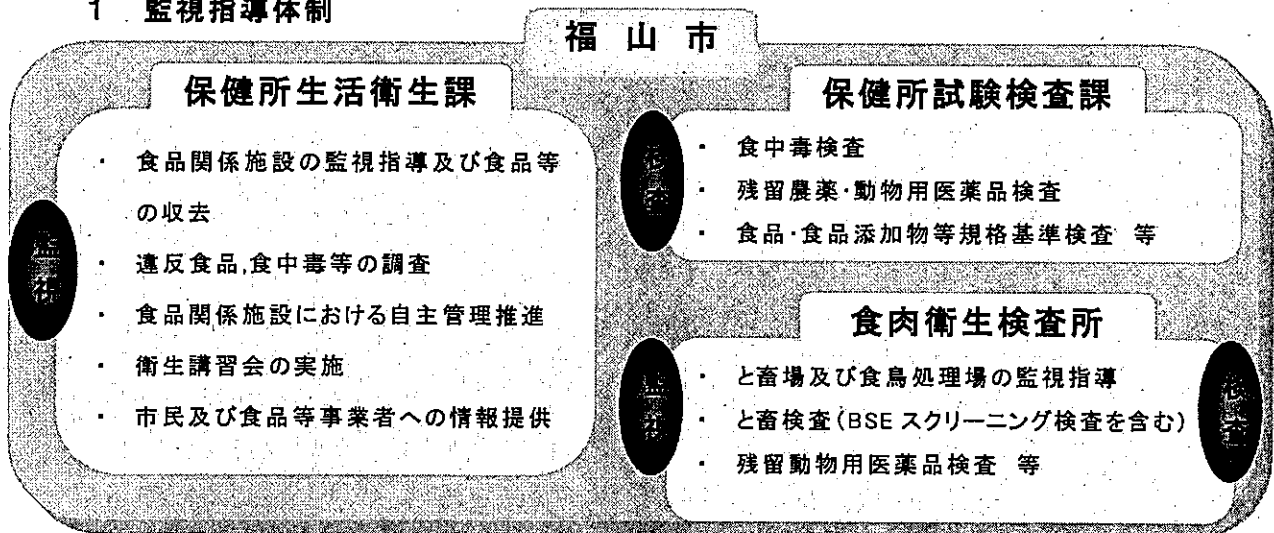 1 監視指導体制
福山市
保健所生活衛生課
・ 食品関係施設の監視指導及び食品等
の収去
・ 違反食品,食中毒等の調査
・ 食品関係施設における自主管理推進
・ 衛生講習会の実施
・ 市民及び食品等事業者への情報提供
監視
保健所試験検査課
検査
・ 食中毒検査
・ 残留農薬・動物用医薬品検査
・ 食品・食品添加物等規格基準検査 等
食肉衛生検査所
監視
・ と畜場及び食鳥処理場の監視指導
・ と畜検査(BSEスクリーニング検査を含む)
・ 残留動物用医薬品検査 等
検査